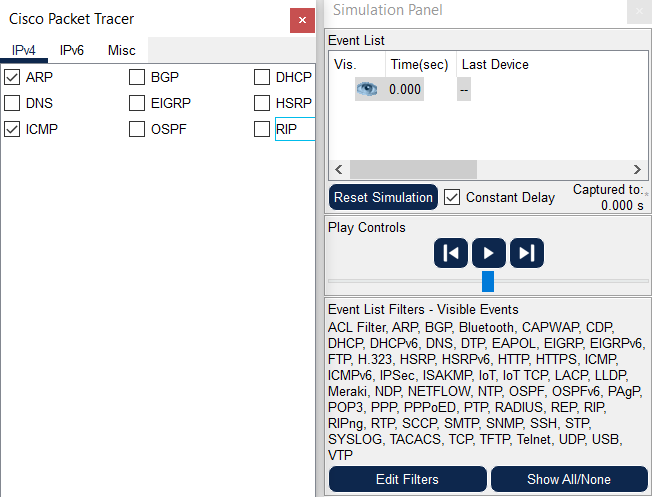 Cisco Packet Tracer
IPv4 IPv6 Misc
ARP BGP DHCP
DNS EIGRP HSRP
ICMP OSPF RIP
Simulation Panel
Event List
Vis. Time(sec) Last Device
0.000 --
Reset Simulation Constant Delay Captured to:*
0.000 s
Play Controls
Event List Filters - Visible Events
ACL Filter, ARP, BGP, Bluetooth, CAPWAP, CDP,
DHCP, DHCPv6, DNS, DTP, EAPOL, EIGRP, EIGRPv6,
FTP, H.323, HSRP, HSRPv6, HTTP, HTTPS, ICMP,
ICMPv6, IPSec, ISAKMP, IoT, IoT TCP, LACP, LLDP,
Meraki, NDP, NETFLOW, NTP, OSPF, OSPFv6, PAgP,
POP3, PPP, PPPoED, PTP, RADIUS, REP, RIP,
RIPng, RTP, SCCP, SMTP, SNMP, SSH, STP,
SYSLOG, TACACS, TCP, TFTP, Telnet, UDP, USB,
VTP
Edit Filters Show All/None